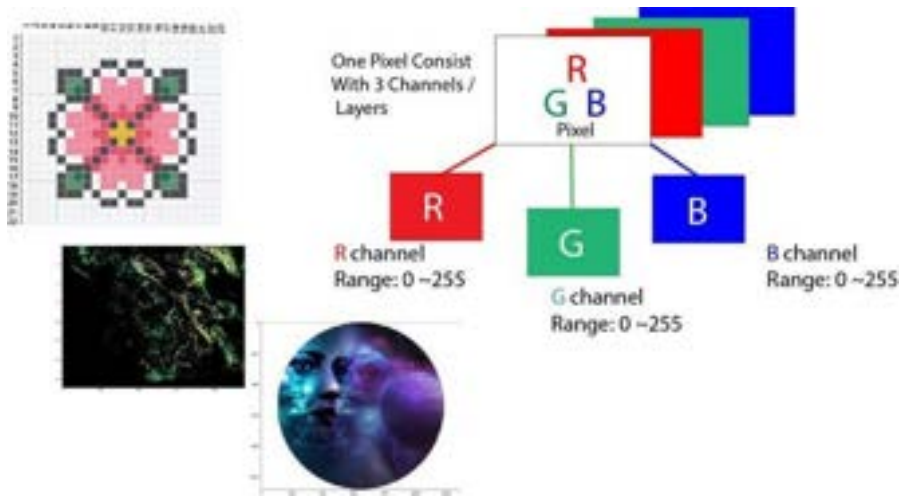 One Pixel Consist
With 3 Channels /
Layers
R
G B
Pixel
R
G
B
R channel
Range: 0 ~255
G channel
Range: 0 ~255
B channel
Range: 0 ~255